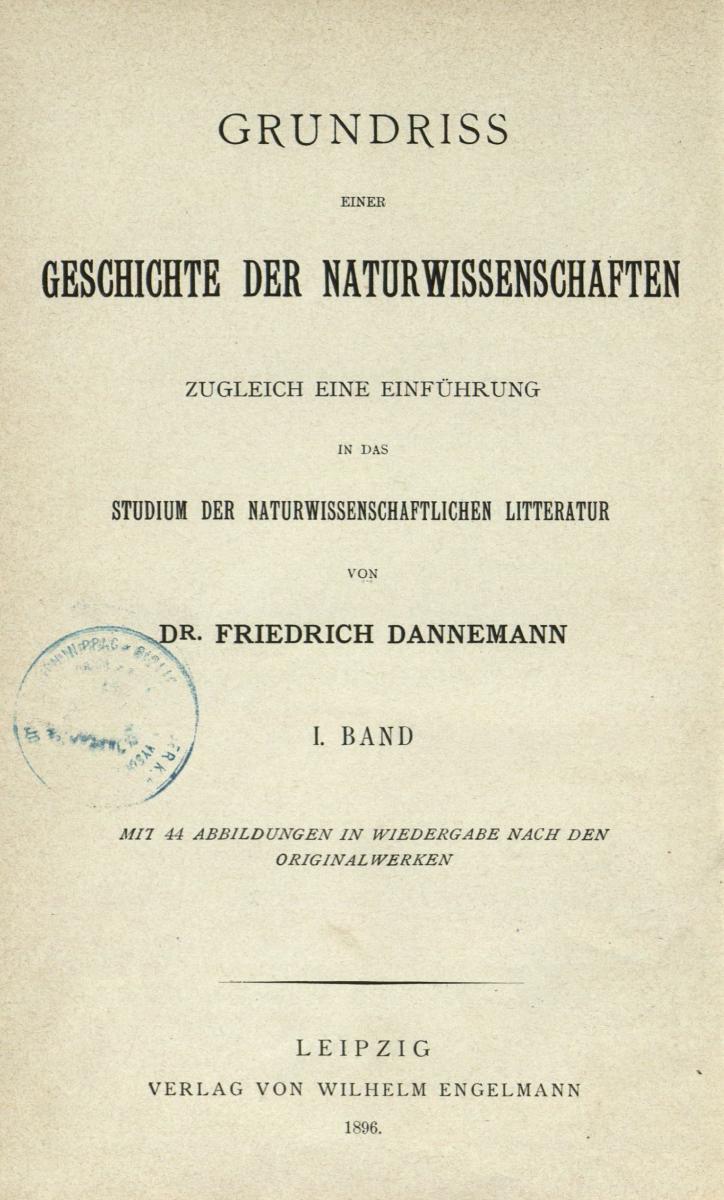 GRUNDRISS
EINER
GESCHICHTE DER NATURWISSENSCHAFTEN
ZUGLEICH EINE EINFÜHRUNG
IN DAS
STUDIUM DER NATURWISSENSCHAFTLICHEN LITTERATUR
VON
DR. FRIEDRICH DANNEMANN
I. BAND
MIT 44 ABBILDUNGEN IN WIEDERGABE NACH DEN
ORIGINALWERKEN
LEIPZIG
VERLAG VON WILHELM ENGELMANN
1896.